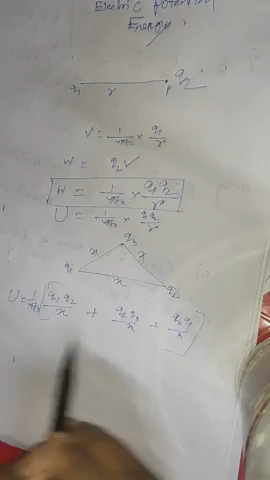 Electric Potential
Energy
q₁ r P q₂
V = 1/4πε₀ × q₁/r
W = q₂V
W = 1/4πε₀ × q₁q₂/r
U = 1/4πε₀ × q₁q₂/r
q₃
x x
q₁ x q₂
U = 1/4πε₀ [q₁q₂/x + q₂q₃/x + q₃q₁/x]